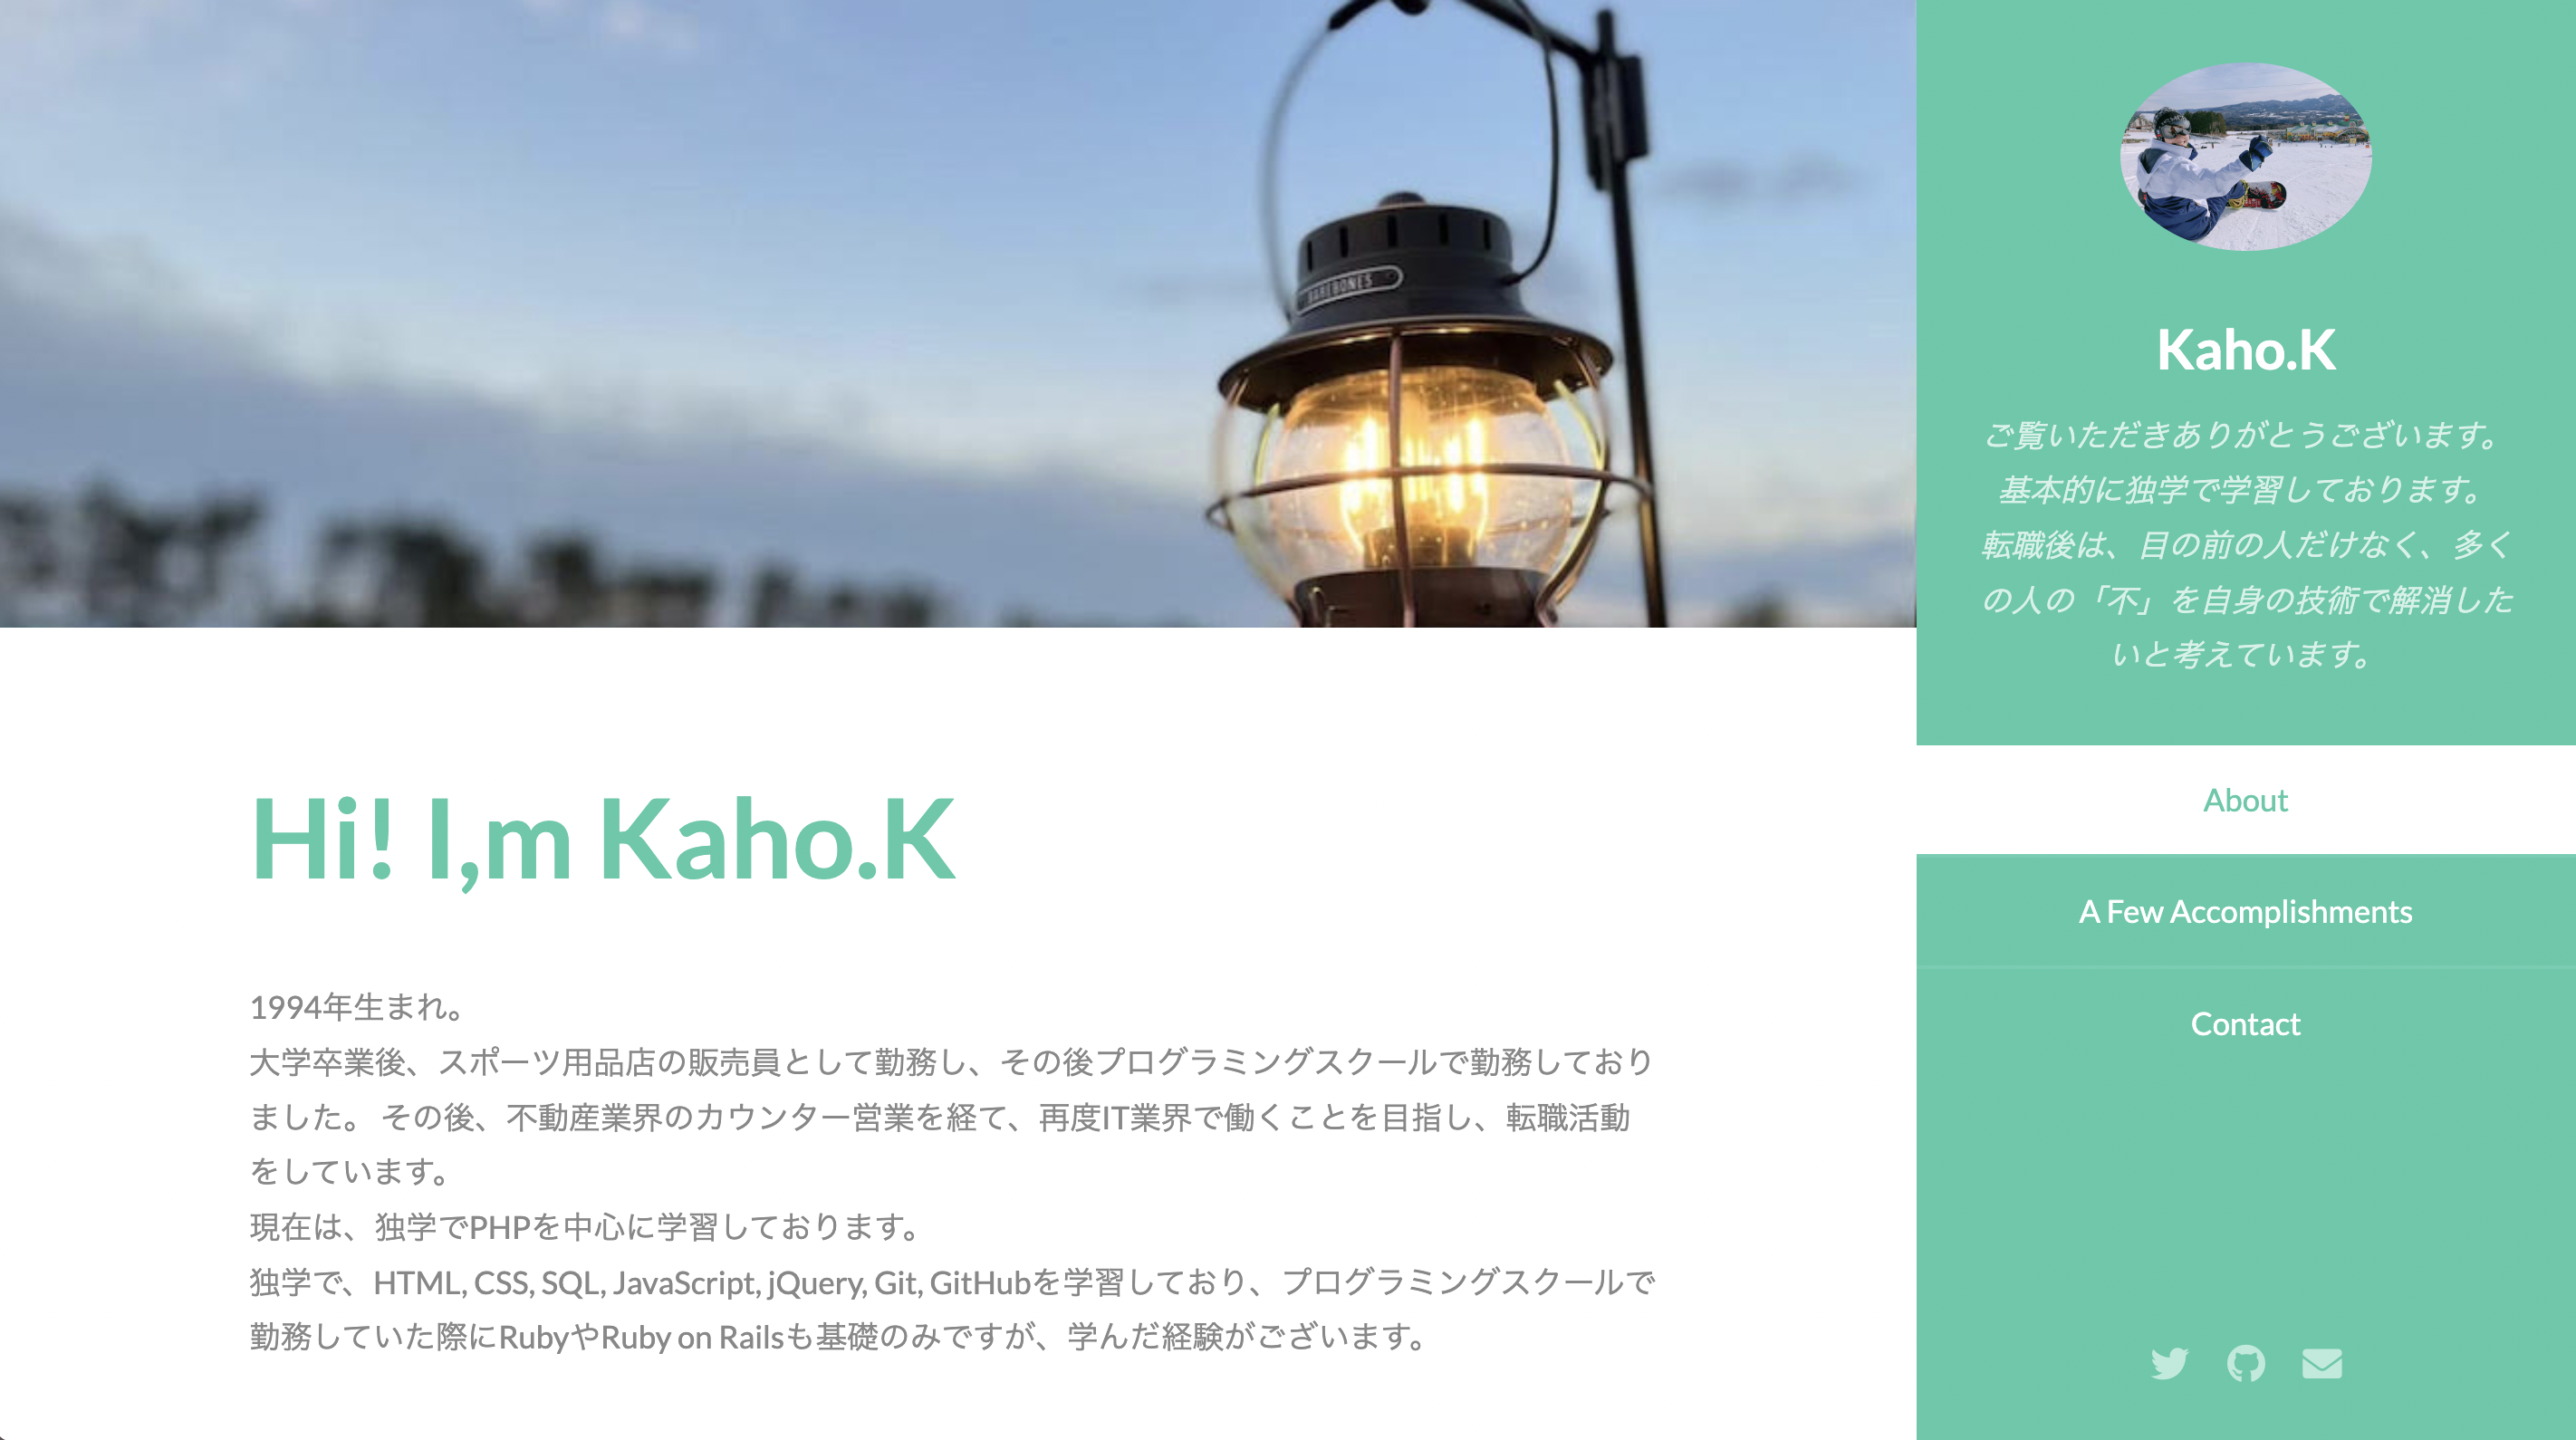 BAREBONES
Hi! I,m Kaho.K
1994年生まれ。
大学卒業後、スポーツ用品店の販売員として勤務し、その後プログラミングスクールで勤務しており
ました。 その後、不動産業界のカウンター営業を経て、再度IT業界で働くことを目指し、転職活動
をしています。
現在は、独学でPHPを中心に学習しております。
独学で、HTML, CSS, SQL, JavaScript, jQuery, Git, GitHubを学習しており、プログラミングスクールで
勤務していた際にRubyやRuby on Railsも基礎のみですが、学んだ経験がございます。
Kaho.K
ご覧いただきありがとうございます。
基本的に独学で学習しております。
転職後は、目の前の人だけなく、多く
の人の「不」を自身の技術で解消した
いと考えています。
About
A Few Accomplishments
Contact